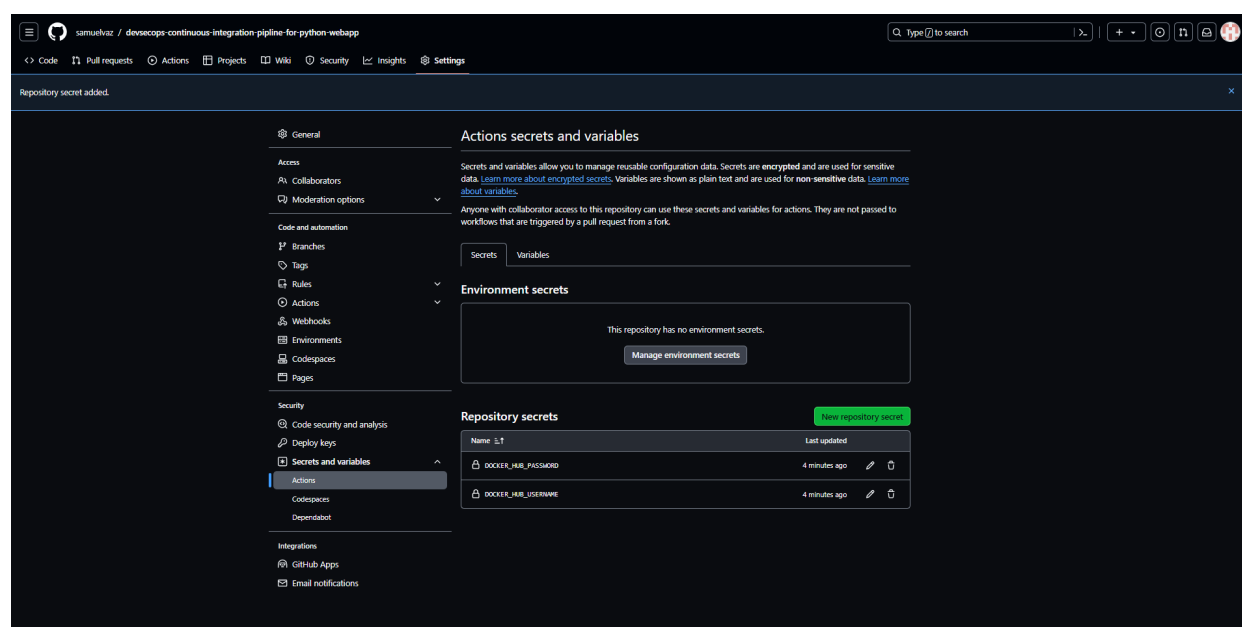 samuelvaz / devsecops-continuous-integration-pipline-for-python-webapp
Type / to search
Code Pull requests Actions Projects Wiki Security Insights Settings
Repository secret added.
General
Access
Collaborators
Moderation options
Code and automation
Branches
Tags
Rules
Actions
Webhooks
Environments
Codespaces
Pages
Security
Code security and analysis
Deploy keys
Secrets and variables
Actions
Codespaces
Dependabot
Integrations
GitHub Apps
Email notifications
Actions secrets and variables
Secrets and variables allow you to manage reusable configuration data. Secrets are encrypted and are used for sensitive
data. Learn more about encrypted secrets. Variables are shown as plain text and are used for non-sensitive data. Learn more
about variables.
Anyone with collaborator access to this repository can use these secrets and variables for actions. They are not passed to
workflows that are triggered by a pull request from a fork.
Secrets Variables
Environment secrets
This repository has no environment secrets.
Manage environment secrets
Repository secrets New repository secret
Name Last updated
DOCKER_HUB_PASSWORD 4 minutes ago
DOCKER_HUB_USERNAME 4 minutes ago